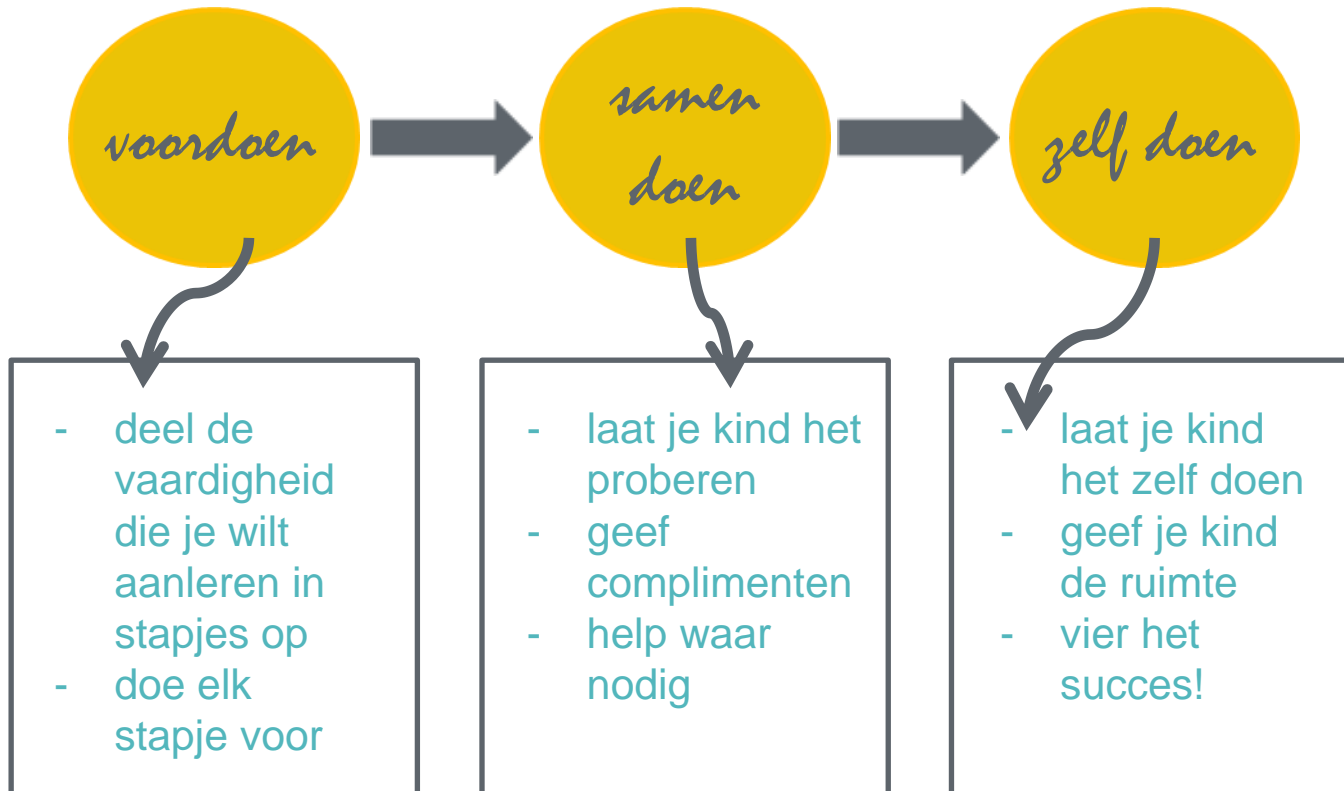 voordoen
samen
doen
zelf doen
- deel de
vaardigheid
die je wilt
aanleren in
stapjes op
- doe elk
stapje voor
- laat je kind het
proberen
- geef
complimenten
- help waar
nodig
- laat je kind
het zelf doen
- geef je kind
de ruimte
- vier het
succes!